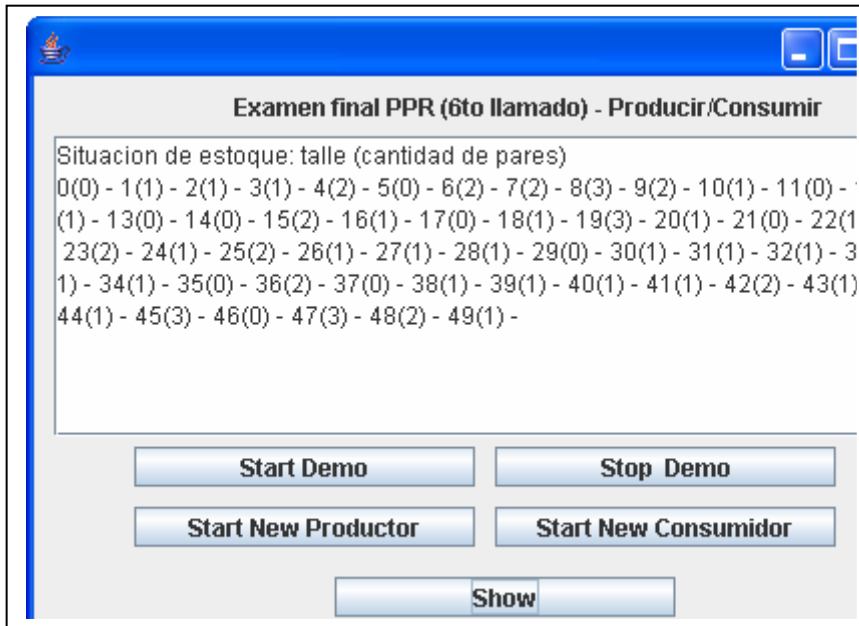 Examen final PPR (6to llamado) - Producir/Consumir
Situacion de estoque: talle (cantidad de pares)
0(0) - 1(1) - 2(1) - 3(1) - 4(2) - 5(0) - 6(2) - 7(2) - 8(3) - 9(2) - 10(1) - 11(0) -
(1) - 13(0) - 14(0) - 15(2) - 16(1) - 17(0) - 18(1) - 19(3) - 20(1) - 21(0) - 22(1
23(2) - 24(1) - 25(2) - 26(1) - 27(1) - 28(1) - 29(0) - 30(1) - 31(1) - 32(1) - 3
1) - 34(1) - 35(0) - 36(2) - 37(0) - 38(1) - 39(1) - 40(1) - 41(1) - 42(2) - 43(1)
44(1) - 45(3) - 46(0) - 47(3) - 48(2) - 49(1) -
Start Demo
Stop Demo
Start New Productor
Start New Consumidor
Show